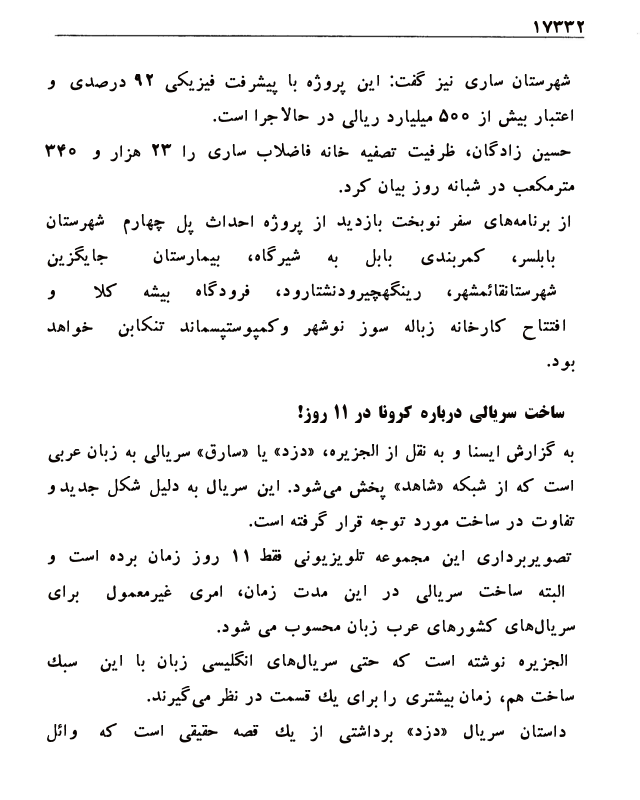 ۱۷۳۳۲
شهرستان ساری نیز گفت: این پروژه با پیشرفت فیزیکی ۹۲ درصدی و
اعتبار بیش از ۵۰۰ میلیارد ریالی در حالاجرا است.
حسین زادگان، ظرفیت تصفیه خانه فاضلاب ساری را ۲۳ هزار و ۳۴۰
مترمکعب در شبانه روز بیان کرد.
از برنامه‌های سفر نوبخت بازدید از پروژه احداث پل چهارم شهرستان
بابلسر، کمربندی بابل به شیرگاه، بیمارستان جایگزین
شهرستانقائمشهر، رینگهچیرودنشتارود، فرودگاه بیشه کلا و
افتتاح کارخانه زباله سوز نوشهر وکمپوستپسماند تنکابن خواهد
بود.
ساخت سریالی درباره کرونا در ۱۱ روز!
به گزارش ایسنا و به نقل از الجزیره، «دزد» یا «سارق» سریالی به زبان عربی
است که از شبکه «شاهد» پخش می‌شود. این سریال به دلیل شکل جدید و
تفاوت در ساخت مورد توجه قرار گرفته است.
تصویربرداری این مجموعه تلویزیونی فقط ۱۱ روز زمان برده است و
البته ساخت سریالی در این مدت زمان، امری غیرمعمول برای
سریال‌های کشورهای عرب زبان محسوب می شود.
الجزیره نوشته است که حتی سریال‌های انگلیسی زبان با این سبك
ساخت هم، زمان بیشتری را برای یك قسمت در نظر می‌گیرند.
داستان سریال «دزد» برداشتی از یك قصه حقیقی است که وائل